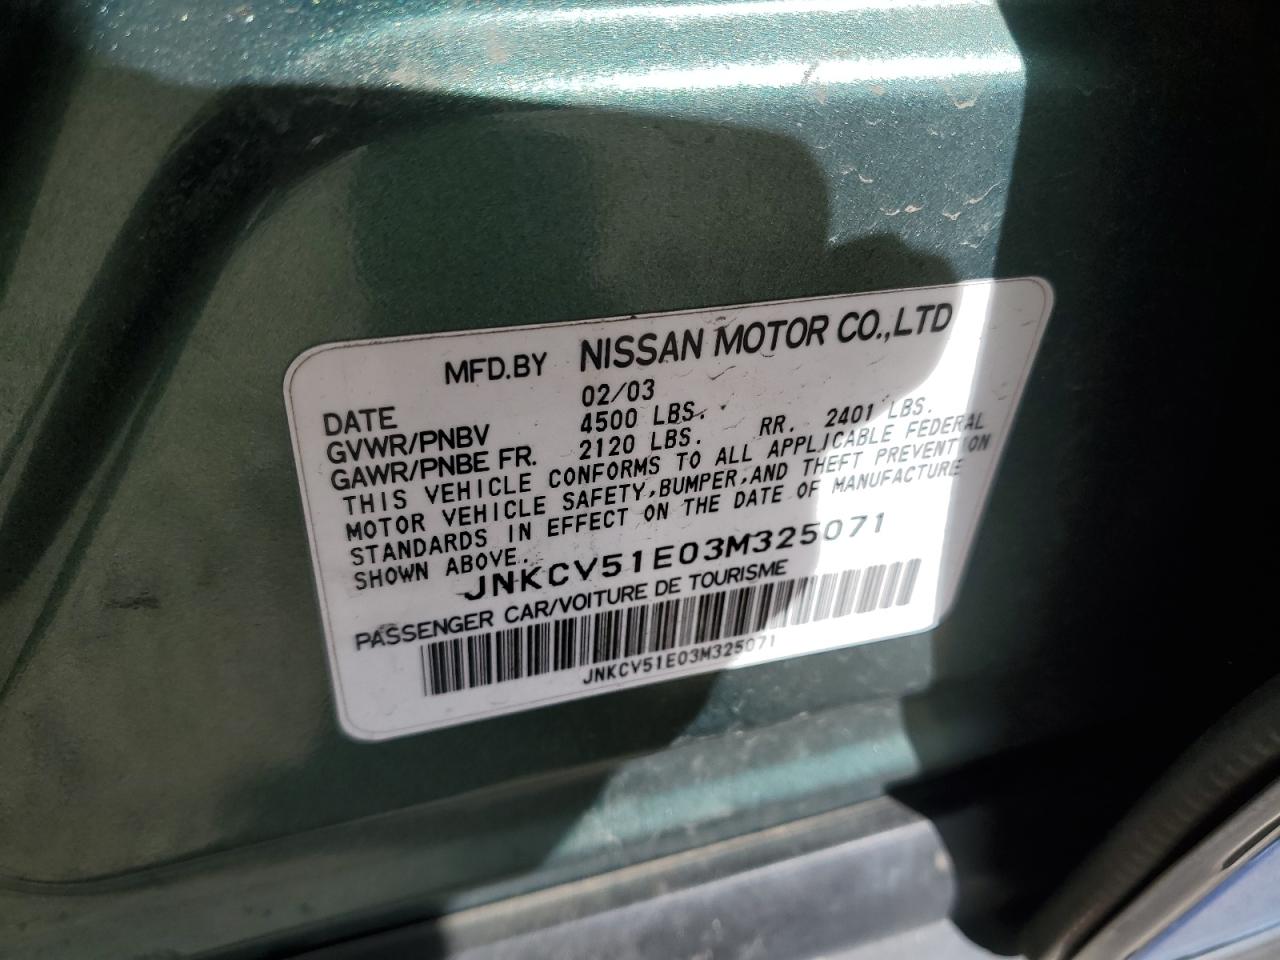 MFD.BY NISSAN MOTOR CO.,LTD
DATE 02/03
GVWR/PNBV 4500 LBS.
GAWR/PNBE FR. 2120 LBS. RR. 2401 LBS.
THIS VEHICLE CONFORMS TO ALL APPLICABLE FEDERAL
MOTOR VEHICLE SAFETY,BUMPER,AND THEFT PREVENTION
STANDARDS IN EFFECT ON THE DATE OF MANUFACTURE
SHOWN ABOVE.
JNKCV51E03M325071
PASSENGER CAR/VOITURE DE TOURISME
JNKCV51E03M325071